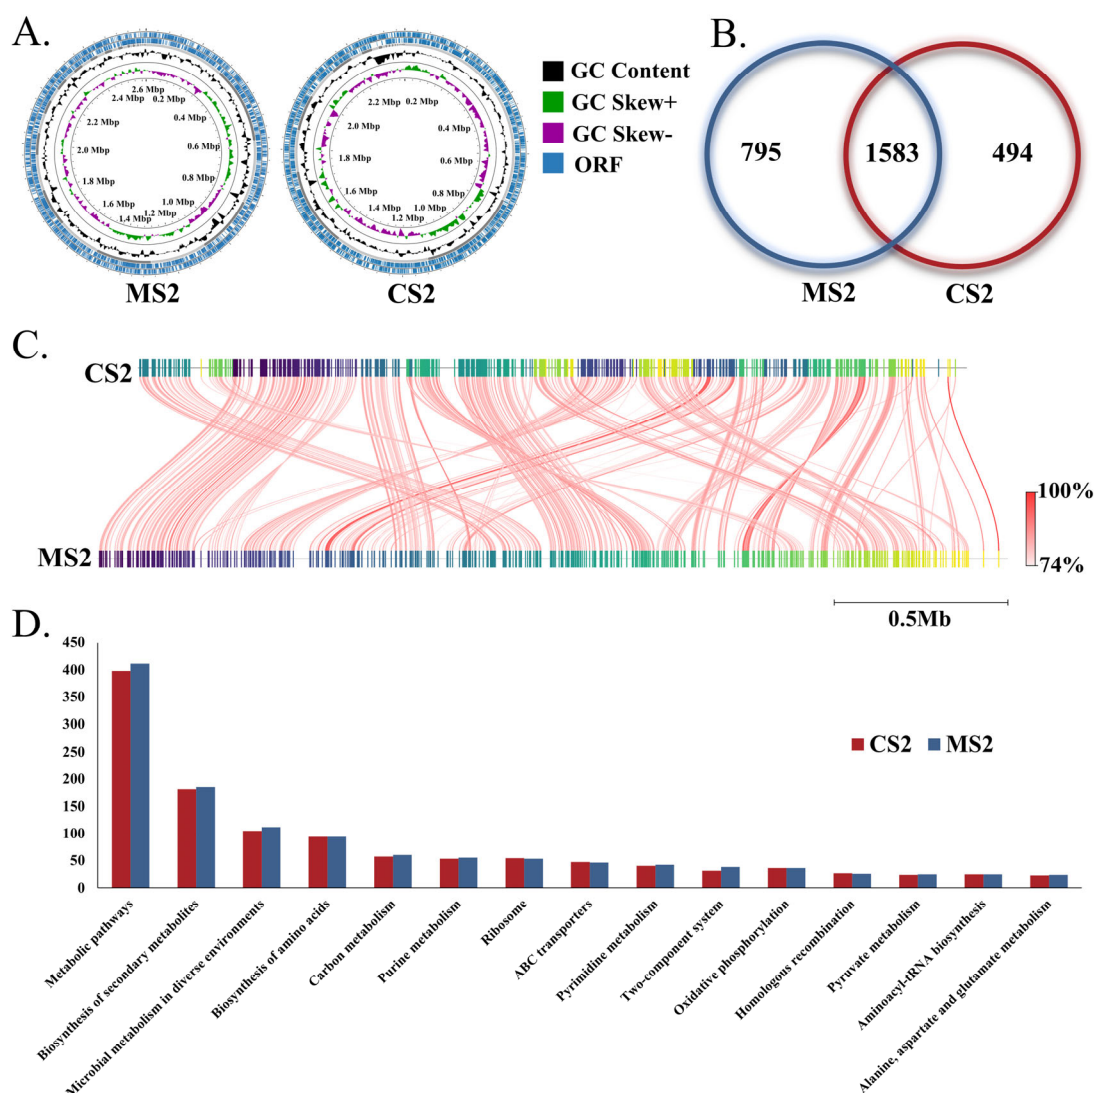 A.
2.6 Mbp
0.2 Mbp
0.4 Mbp
0.6 Mbp
0.8 Mbp
1.0 Mbp
1.2 Mbp
1.4 Mbp
1.6 Mbp
1.8 Mbp
2.0 Mbp
2.2 Mbp
2.4 Mbp
MS2
0.2 Mbp
0.4 Mbp
0.6 Mbp
0.8 Mbp
1.0 Mbp
1.2 Mbp
1.4 Mbp
1.6 Mbp
1.8 Mbp
2.0 Mbp
2.2 Mbp
CS2
GC Content
GC Skew+
GC Skew-
ORF
B.
795
1583
494
MS2
CS2
C.
CS2
MS2
100%
74%
0.5Mb
D.
450
400
350
300
250
200
150
100
50
0
CS2
MS2
Metabolic pathways
Biosynthesis of secondary metabolites
Microbial metabolism in diverse environments
Biosynthesis of amino acids
Carbon metabolism
Purine metabolism
Ribosome
ABC transporters
Pyrimidine metabolism
Two-component system
Oxidative phosphorylation
Homologous recombination
Pyruvate metabolism
Aminoacyl-tRNA biosynthesis
Alanine, aspartate and glutamate metabolism